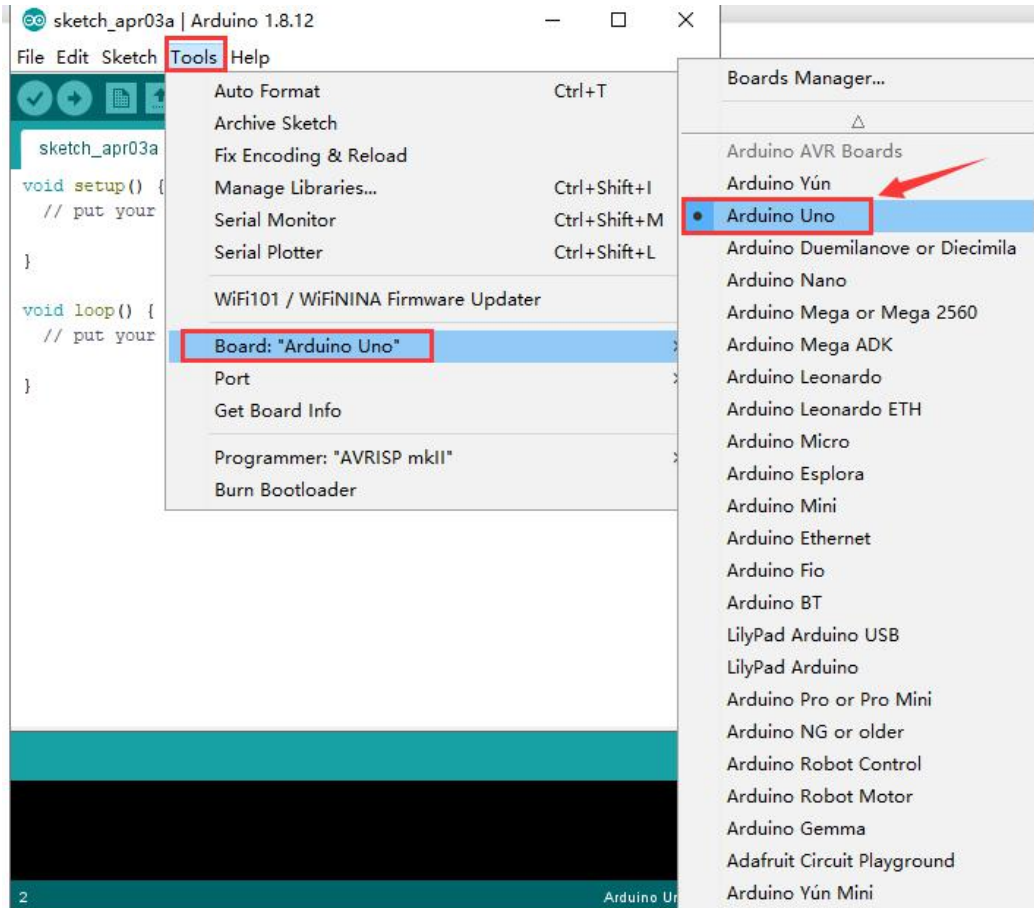 sketch_apr03a | Arduino 1.8.12
File Edit Sketch Tools Help
sketch_apr03a
void setup() {
// put your
}
void loop() {
// put your
}
Auto Format Ctrl+T
Archive Sketch
Fix Encoding & Reload
Manage Libraries... Ctrl+Shift+I
Serial Monitor Ctrl+Shift+M
Serial Plotter Ctrl+Shift+L
WiFi101 / WiFiNINA Firmware Updater
Board: "Arduino Uno"
Port
Get Board Info
Programmer: "AVRISP mkII"
Burn Bootloader
Boards Manager...
Arduino AVR Boards
Arduino Yún
Arduino Uno
Arduino Duemilanove or Diecimila
Arduino Nano
Arduino Mega or Mega 2560
Arduino Mega ADK
Arduino Leonardo
Arduino Leonardo ETH
Arduino Micro
Arduino Esplora
Arduino Mini
Arduino Ethernet
Arduino Fio
Arduino BT
LilyPad Arduino USB
LilyPad Arduino
Arduino Pro or Pro Mini
Arduino NG or older
Arduino Robot Control
Arduino Robot Motor
Arduino Gemma
Adafruit Circuit Playground
Arduino Yún Mini
2 Arduino